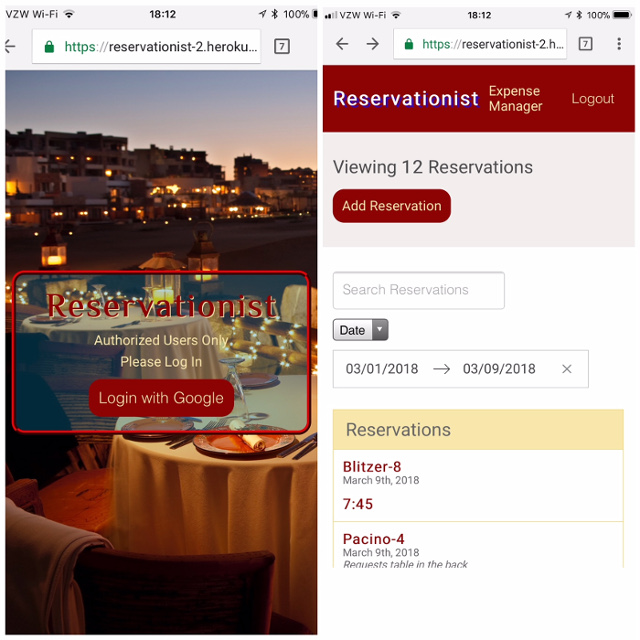 VZW Wi-Fi 18:12 100%
https://reservationist-2.heroku... 7
Reservationist
Authorized Users Only
Please Log In
Login with Google
VZW Wi-Fi 18:12 100%
https://reservationist-2.h... 7
Reservationist
Expense
Manager
Logout
Viewing 12 Reservations
Add Reservation
Search Reservations
Date
03/01/2018 → 03/09/2018 ×
Reservations
Blitzer-8
March 9th, 2018
7:45
Pacino-4
March 9th, 2018
Requests table in the back